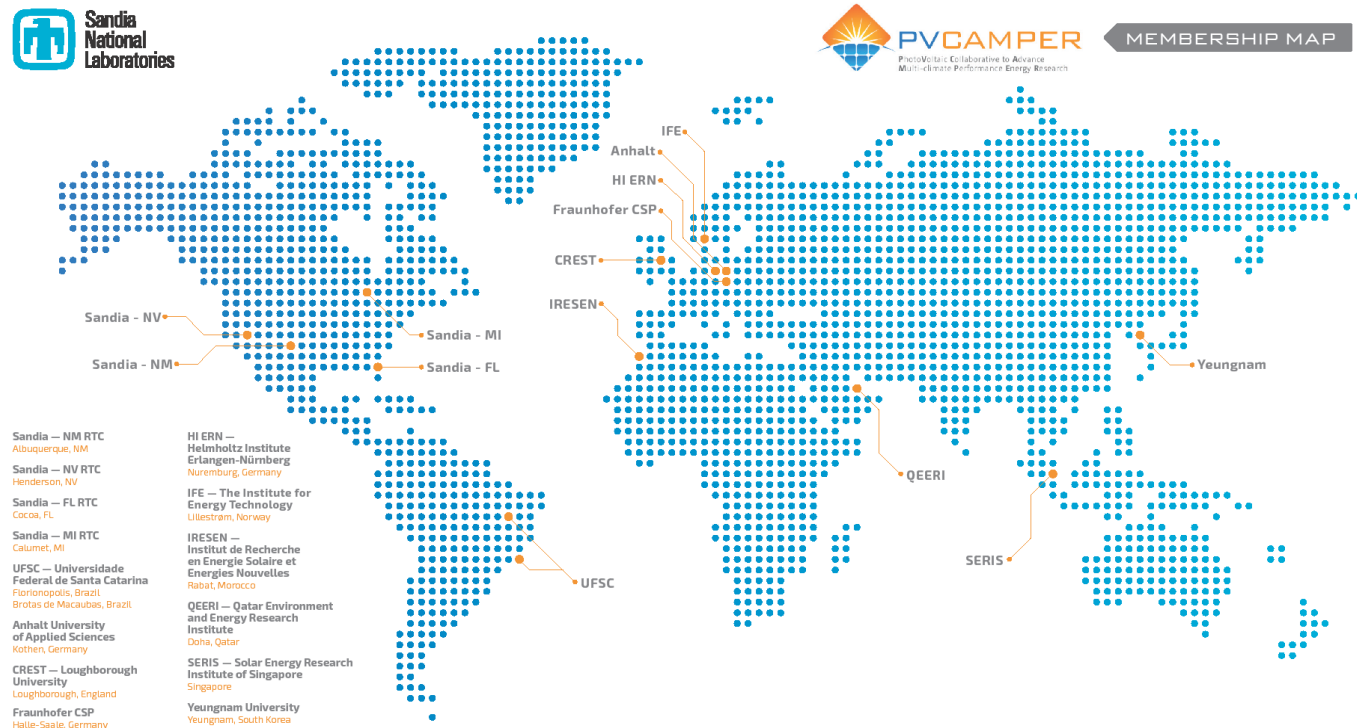 Sandia
National
Laboratories
PVCAMPER
PhotoVoltaic Collaborative to Advance
Multi-climate Performance Energy Research
MEMBERSHIP MAP
IFE
Anhalt
HI ERN
Fraunhofer CSP
CREST
IRESEN
Sandia - NV
Sandia - MI
Sandia - NM
Sandia - FL
Yeungnam
QEERI
SERIS
UFSC
Sandia — NM RTC
Albuquerque, NM
Sandia — NV RTC
Henderson, NV
Sandia — FL RTC
Cocoa, FL
Sandia — MI RTC
Calumet, MI
UFSC — Universidade
Federal de Santa Catarina
Florionopolis, Brazil
Brotas de Macaubas, Brazil
Anhalt University
of Applied Sciences
Kothen, Germany
CREST — Loughborough
University
Loughborough, England
Fraunhofer CSP
Halle-Saale, Germany
HI ERN —
Helmholtz Institute
Erlangen-Nürnberg
Nuremburg, Germany
IFE — The Institute for
Energy Technology
Lillestrøm, Norway
IRESEN —
Institut de Recherche
en Energie Solaire et
Energies Nouvelles
Rabat, Morocco
QEERI — Qatar Environment
and Energy Research
Institute
Doha, Qatar
SERIS — Solar Energy Research
Institute of Singapore
Singapore
Yeungnam University
Yeungnam, South Korea